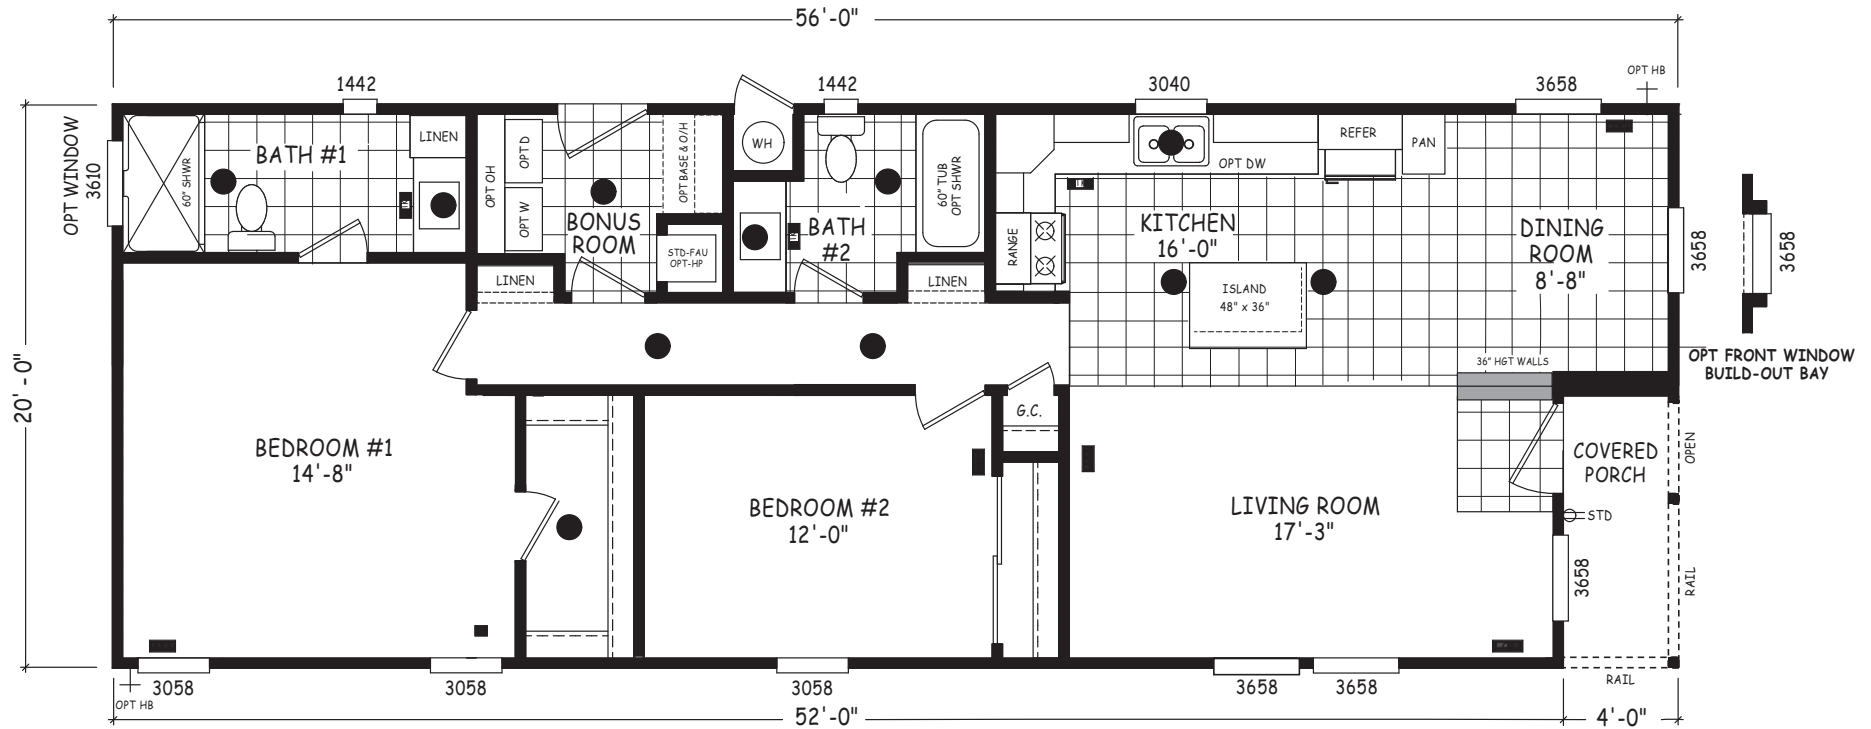 56'-0"
1442
1442
3040
3658
OPT HB
OPT WINDOW
3610
60" SHWR
BATH #1
LINEN
OPT OH
OPT D
OPT W
OPT BASE & O/H
BONUS
ROOM
STD-FAU
OPT-HP
LINEN
WH
BATH
#2
60" TUB
OPT SHWR
LINEN
RANGE
OPT DW
REFER
PAN
KITCHEN
16'-0"
ISLAND
48" x 36"
DINING
ROOM
8'-8"
3658
3658
OPT FRONT WINDOW
BUILD-OUT BAY
36" HGT WALLS
20'-0"
BEDROOM #1
14'-8"
BEDROOM #2
12'-0"
G.C.
LIVING ROOM
17'-3"
COVERED
PORCH
STD
3658
OPEN
RAIL
RAIL
3058
3058
3058
3658
3658
OPT HB
52'-0"
4'-0"